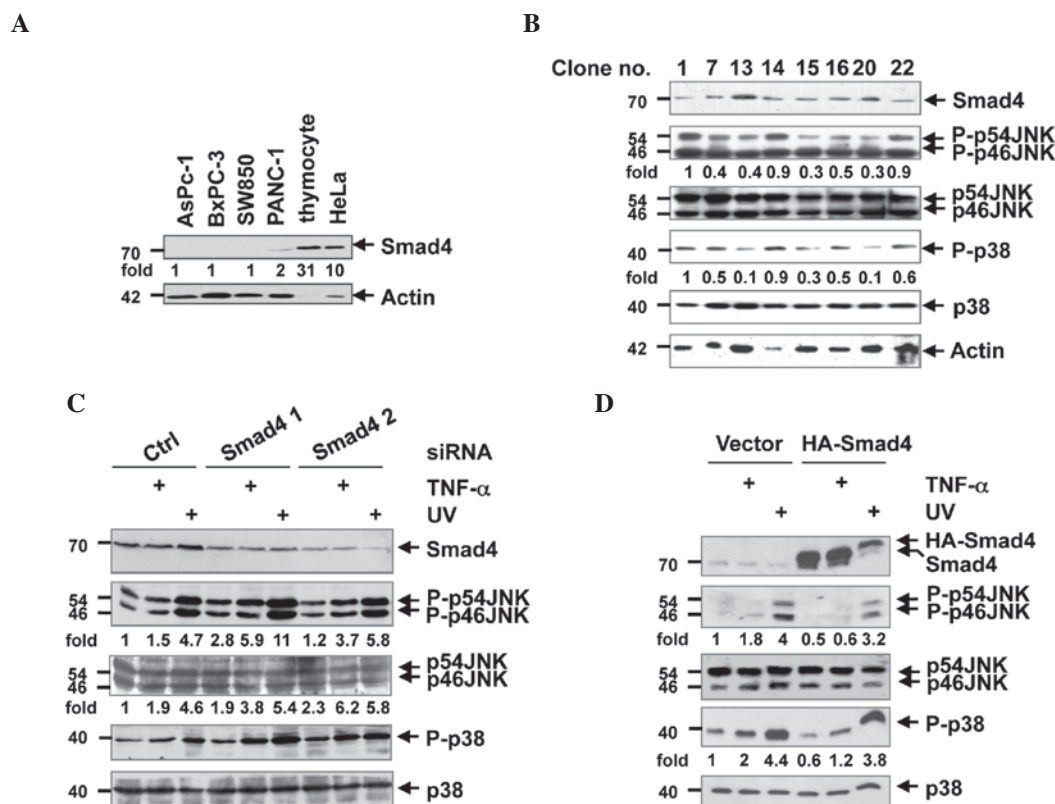 A
AsPc-1 BxPC-3 SW850 PANC-1 thymocyte HeLa
70 Smad4
fold 1 1 1 2 31 10
42 Actin
B
Clone no. 1 7 13 14 15 16 20 22
70 Smad4
54 P-p54JNK
46 P-p46JNK
fold 1 0.4 0.4 0.9 0.3 0.5 0.3 0.9
54 p54JNK
46 p46JNK
40 P-p38
1 0.5 0.1 0.9 0.3 0.5 0.1 0.6
40 p38
42 Actin
C
Ctrl Smad4 1 Smad4 2 siRNA
+ + + TNF-α
+ + + UV
70 Smad4
54 P-p54JNK
46 P-p46JNK
fold 1 1.5 4.7 2.8 5.9 11 1.2 3.7 5.8
54 p54JNK
46 p46JNK
fold 1 1.9 4.6 1.9 3.8 5.4 2.3 6.2 5.8
40 P-p38
40 p38
D
Vector HA-Smad4
+ + TNF-α
+ + UV
HA-Smad4
70 Smad4
54 P-p54JNK
46 P-p46JNK
fold 1 1.8 4 0.5 0.6 3.2
54 p54JNK
46 p46JNK
40 P-p38
fold 1 2 4.4 0.6 1.2 3.8
40 p38